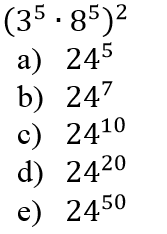 (3⁵ · 8⁵)²
a) 24⁵
b) 24⁷
c) 24¹⁰
d) 24²⁰
e) 24⁵⁰